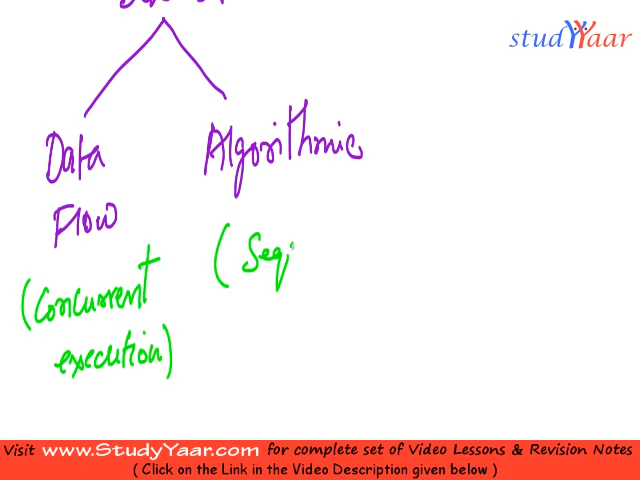 studYYaar
Data Algorithmic
Flow
( Seq
(Concurrent
execution)
Visit www.StudyYaar.com for complete set of Video Lessons & Revision Notes
( Click on the Link in the Video Description given below )